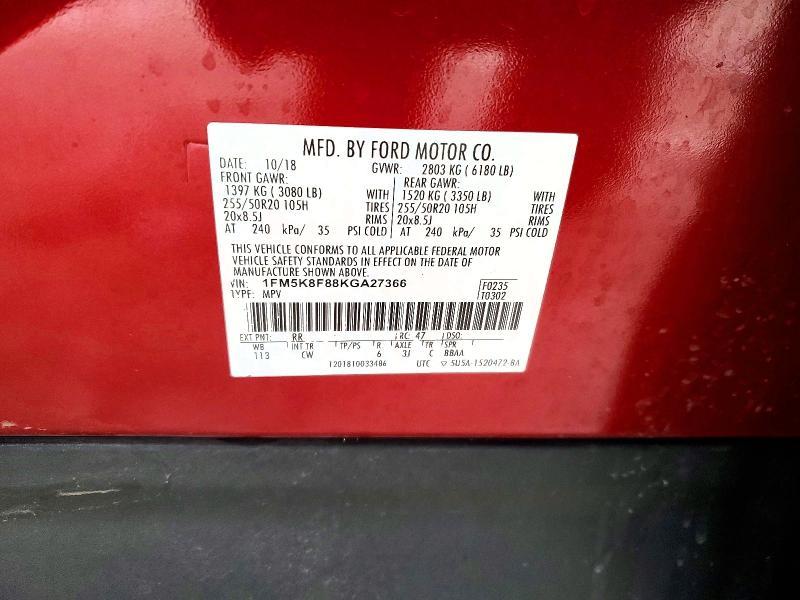 MFD. BY FORD MOTOR CO.
DATE: 10/18 GVWR: 2803 KG ( 6180 LB)
FRONT GAWR: REAR GAWR:
1397 KG ( 3080 LB) WITH 1520 KG ( 3350 LB) WITH
255/50R20 105H TIRES 255/50R20 105H TIRES
20x8.5J RIMS 20x8.5J RIMS
AT 240 kPa/ 35 PSI COLD AT 240 kPa/ 35 PSI COLD
THIS VEHICLE CONFORMS TO ALL APPLICABLE FEDERAL MOTOR
VEHICLE SAFETY STANDARDS IN EFFECT ON THE DATE OF
MANUFACTURE SHOWN ABOVE.
VIN: 1FM5K8F88KGA27366 F0235
TYPE: MPV T0302
EXT PNT: RR RC: 47 DSO:
WB INT TR TP/PS R AXLE TR SPR
113 CW 6 3J C BBAA
1201810033486 UTC ▽ 5U5A-1520472-BA